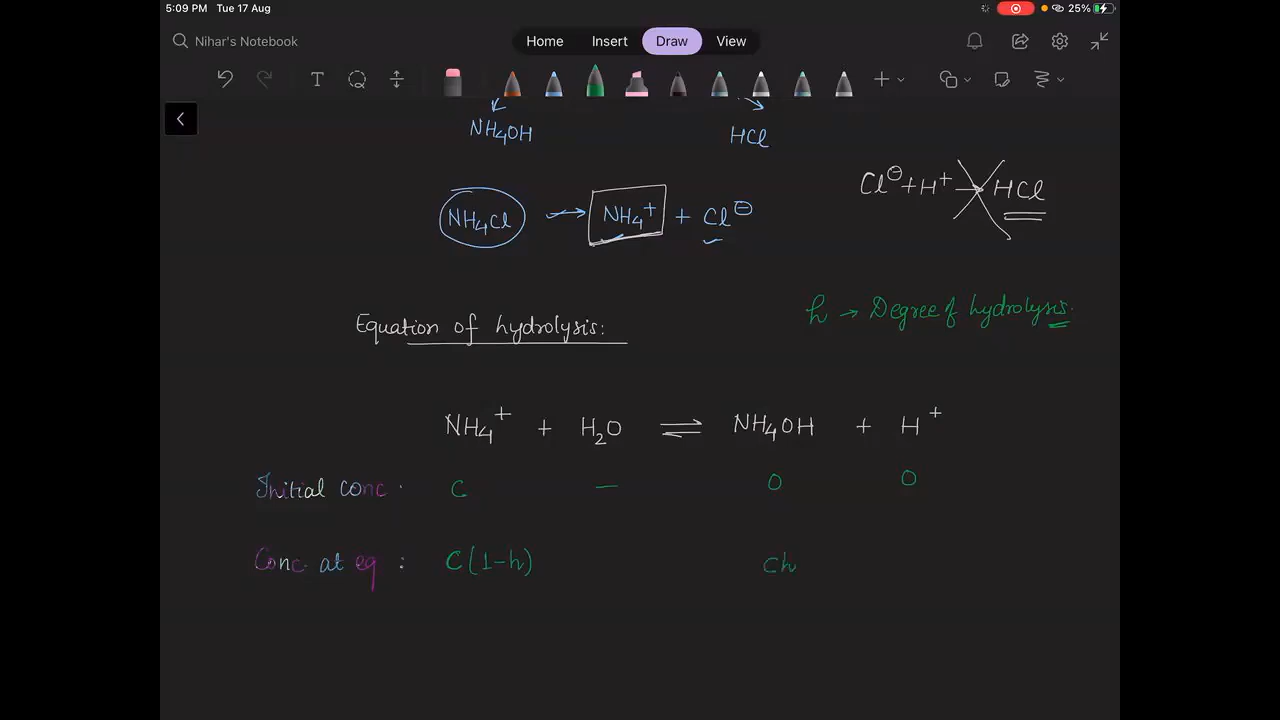 5:09 PM Tue 17 Aug 25%
Nihar's Notebook Home Insert Draw View
T
NH4OH HCl
Cl⊖ + H+ → HCl
NH4Cl → NH4+ + Cl⊖
h → Degree of hydrolysis.
Equation of hydrolysis:
NH4+ + H2O ⇌ NH4OH + H+
Initial conc. C — 0 0
Conc. at eq : C(1-h) Ch